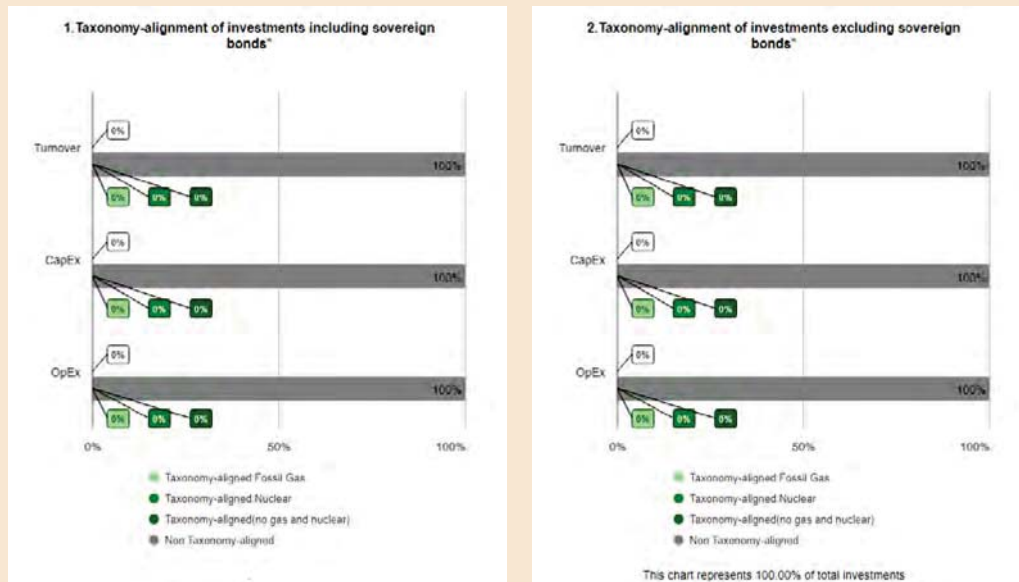 1. Taxonomy-alignment of investments including sovereign
bonds*
Turnover
0%
100%
0% 0% 0%
CapEx
0%
100%
0% 0% 0%
OpEx
0%
100%
0% 0% 0%
0% 50% 100%
Taxonomy-aligned Fossil Gas
Taxonomy-aligned Nuclear
Taxonomy-aligned(no gas and nuclear)
Non Taxonomy-aligned
2. Taxonomy-alignment of investments excluding sovereign
bonds*
Turnover
0%
100%
0% 0% 0%
CapEx
0%
100%
0% 0% 0%
OpEx
0%
100%
0% 0% 0%
0% 50% 100%
Taxonomy-aligned Fossil Gas
Taxonomy-aligned Nuclear
Taxonomy-aligned(no gas and nuclear)
Non Taxonomy-aligned
This chart represents 100.00% of total investments